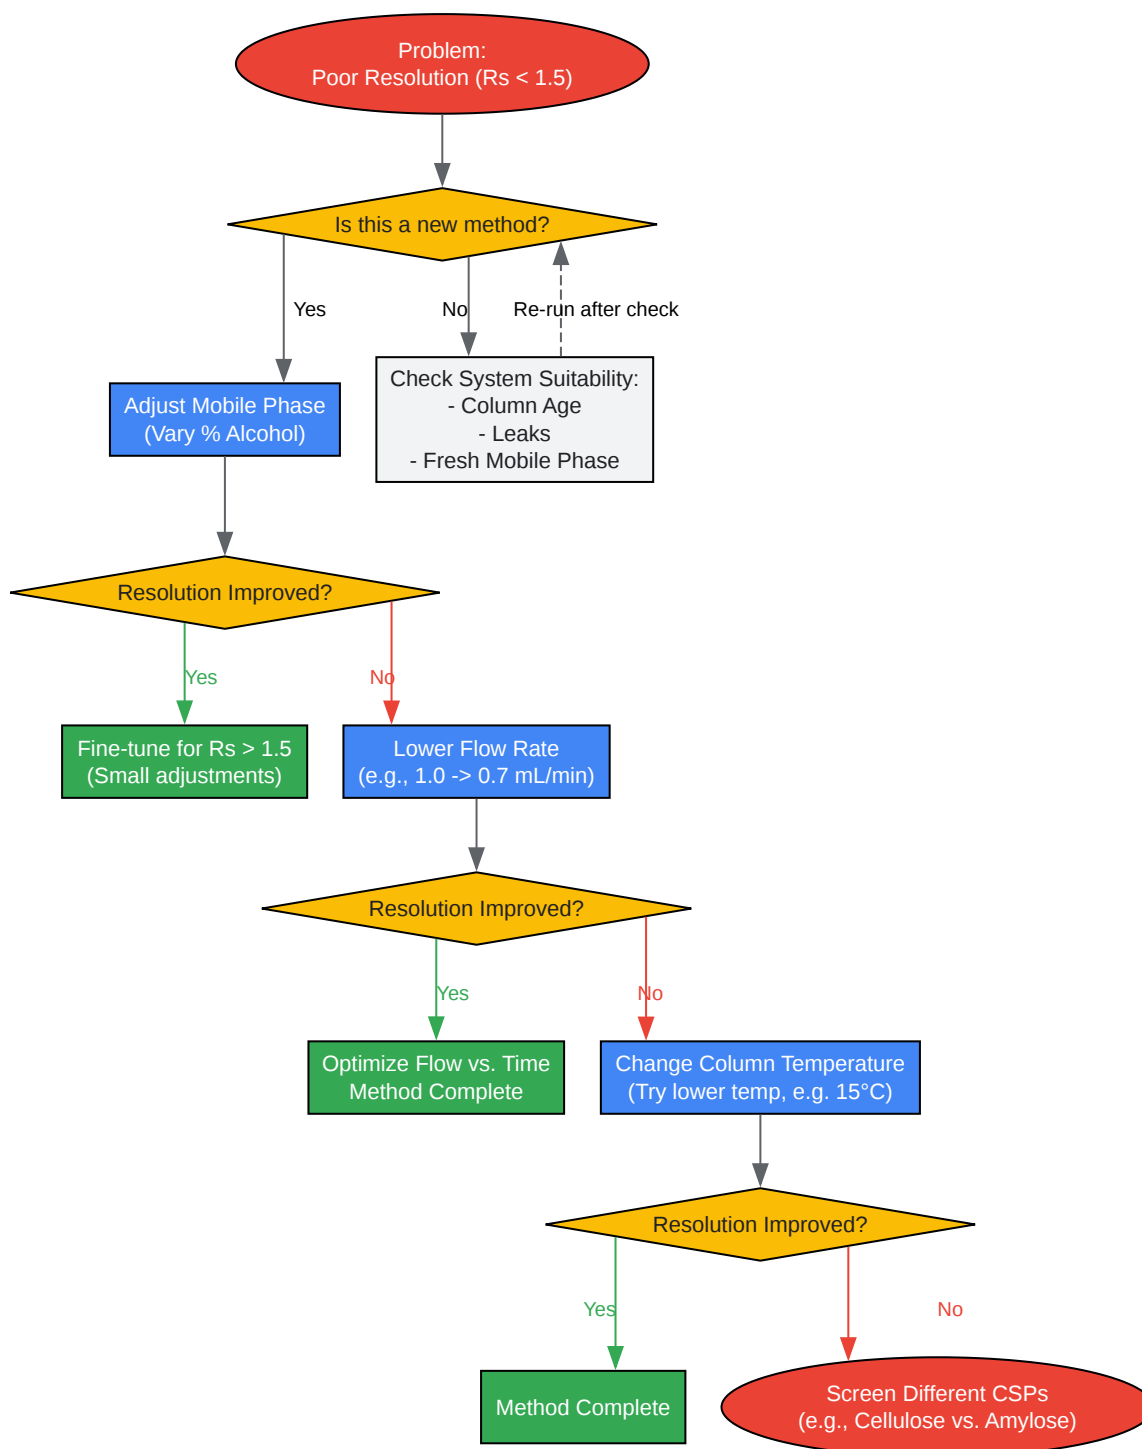 Problem:
Poor Resolution (Rs < 1.5)
Is this a new method?
Yes
No
Re-run after check
Check System Suitability:
- Column Age
- Leaks
- Fresh Mobile Phase
Adjust Mobile Phase
(Vary % Alcohol)
Resolution Improved?
Yes
No
Fine-tune for Rs > 1.5
(Small adjustments)
Lower Flow Rate
(e.g., 1.0 -> 0.7 mL/min)
Resolution Improved?
Yes
No
Optimize Flow vs. Time
Method Complete
Change Column Temperature
(Try lower temp, e.g. 15°C)
Resolution Improved?
Yes
No
Method Complete
Screen Different CSPs
(e.g., Cellulose vs. Amylose)